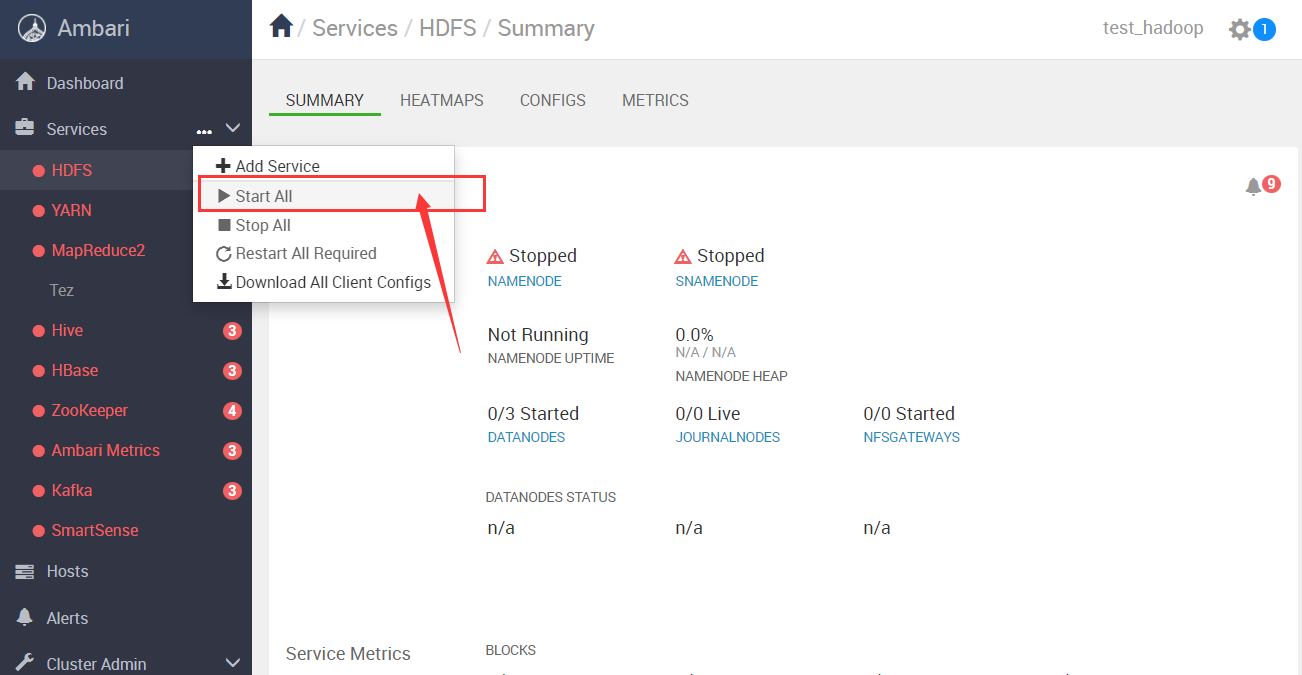 Ambari
/ Services / HDFS / Summary
test_hadoop
1
Dashboard
Services
HDFS
YARN
MapReduce2
Tez
Hive 3
HBase 3
ZooKeeper 4
Ambari Metrics 3
Kafka 3
SmartSense
Hosts
Alerts
Cluster Admin
SUMMARY HEATMAPS CONFIGS METRICS
Add Service
Start All
Stop All
Restart All Required
Download All Client Configs
9
Stopped Stopped
NAMENODE SNAMENODE
Not Running 0.0%
N/A / N/A
NAMENODE UPTIME NAMENODE HEAP
0/3 Started 0/0 Live 0/0 Started
DATANODES JOURNALNODES NFSGATEWAYS
DATANODES STATUS
n/a n/a n/a
Service Metrics
BLOCKS